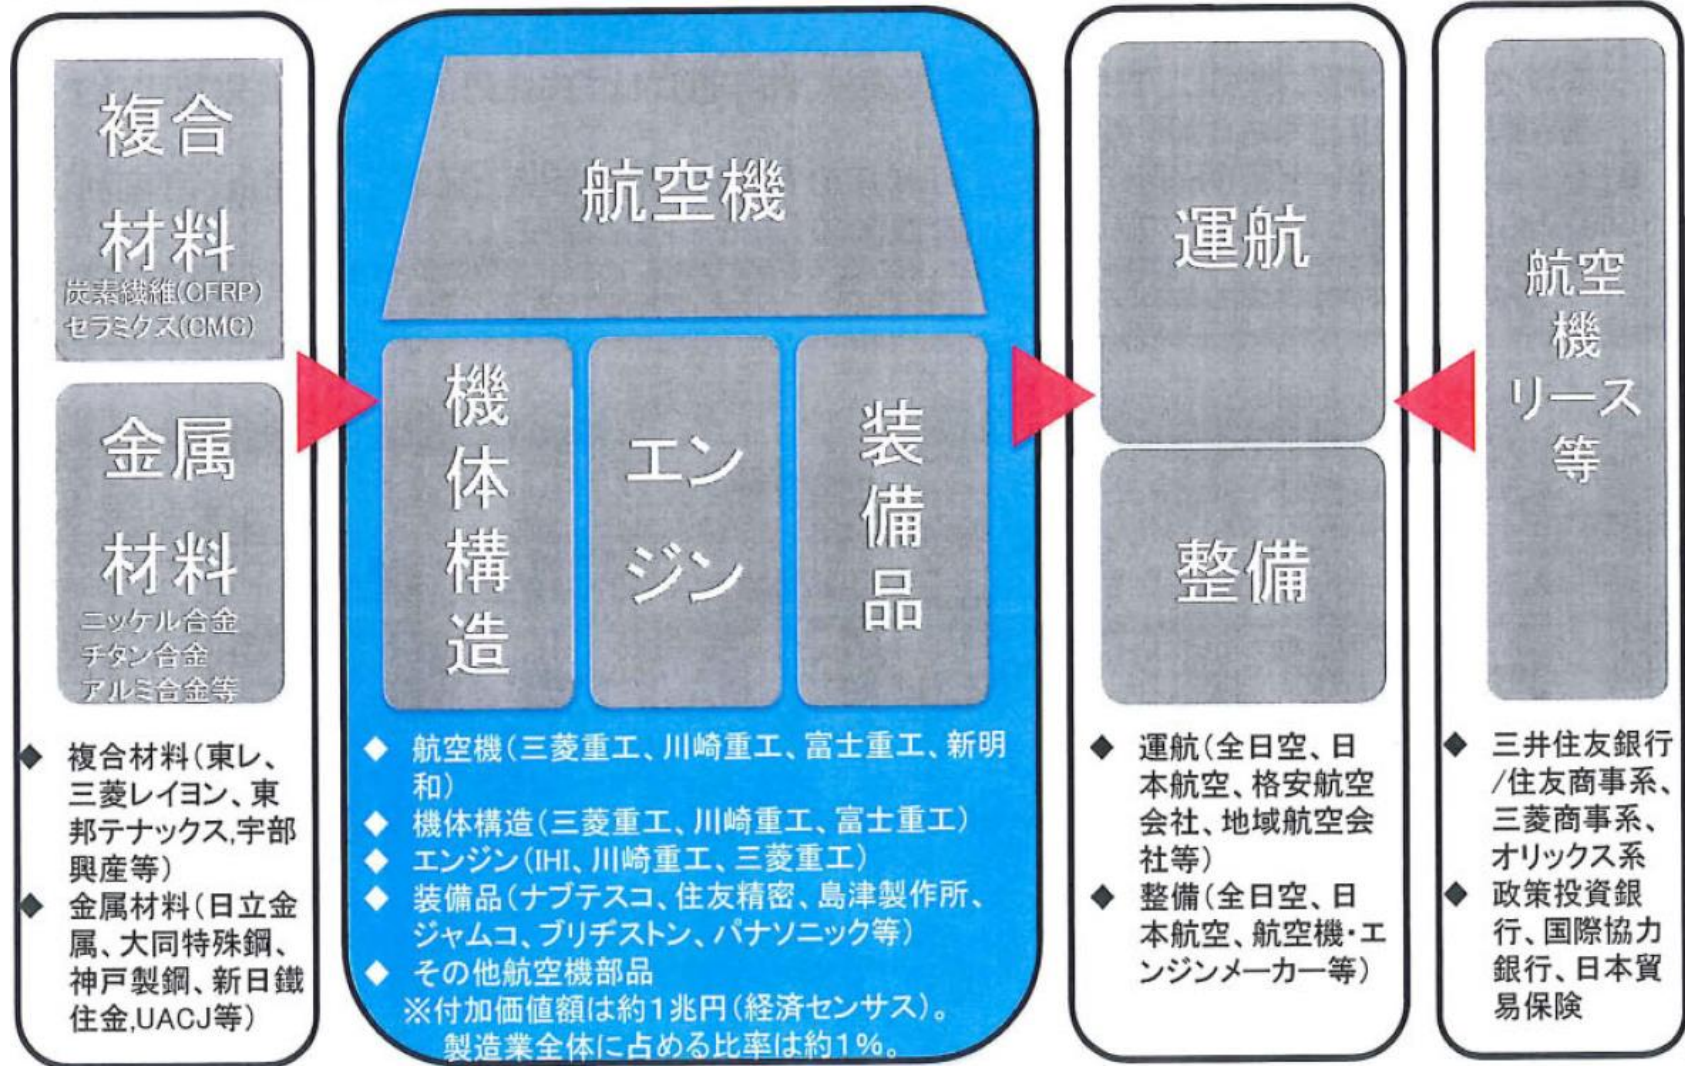 複合
材料
炭素繊維(CFRP)
セラミクス(CMC)
金属
材料
ニッケル合金
チタン合金
アルミ合金等
◆ 複合材料(東レ、
三菱レイヨン、東
邦テナックス,宇部
興産等)
◆ 金属材料(日立金
属、大同特殊鋼、
神戸製鋼、新日鐵
住金,UACJ等)
航空機
機体構造
エン
ジン
装備品
◆ 航空機(三菱重工、川崎重工、富士重工、新明
和)
◆ 機体構造(三菱重工、川崎重工、富士重工)
◆ エンジン(IHI、川崎重工、三菱重工)
◆ 装備品(ナブテスコ、住友精密、島津製作所、
ジャムコ、ブリヂストン、パナソニック等)
◆ その他航空機部品
※付加価値額は約1兆円(経済センサス)。
製造業全体に占める比率は約1%。
運航
整備
◆ 運航(全日空、日
本航空、格安航空
会社、地域航空会
社等)
◆ 整備(全日空、日
本航空、航空機・エ
ンジンメーカー等)
航空
機
リース
等
◆ 三井住友銀行
/住友商事系、
三菱商事系、
オリックス系
◆ 政策投資銀
行、国際協力
銀行、日本貿
易保険